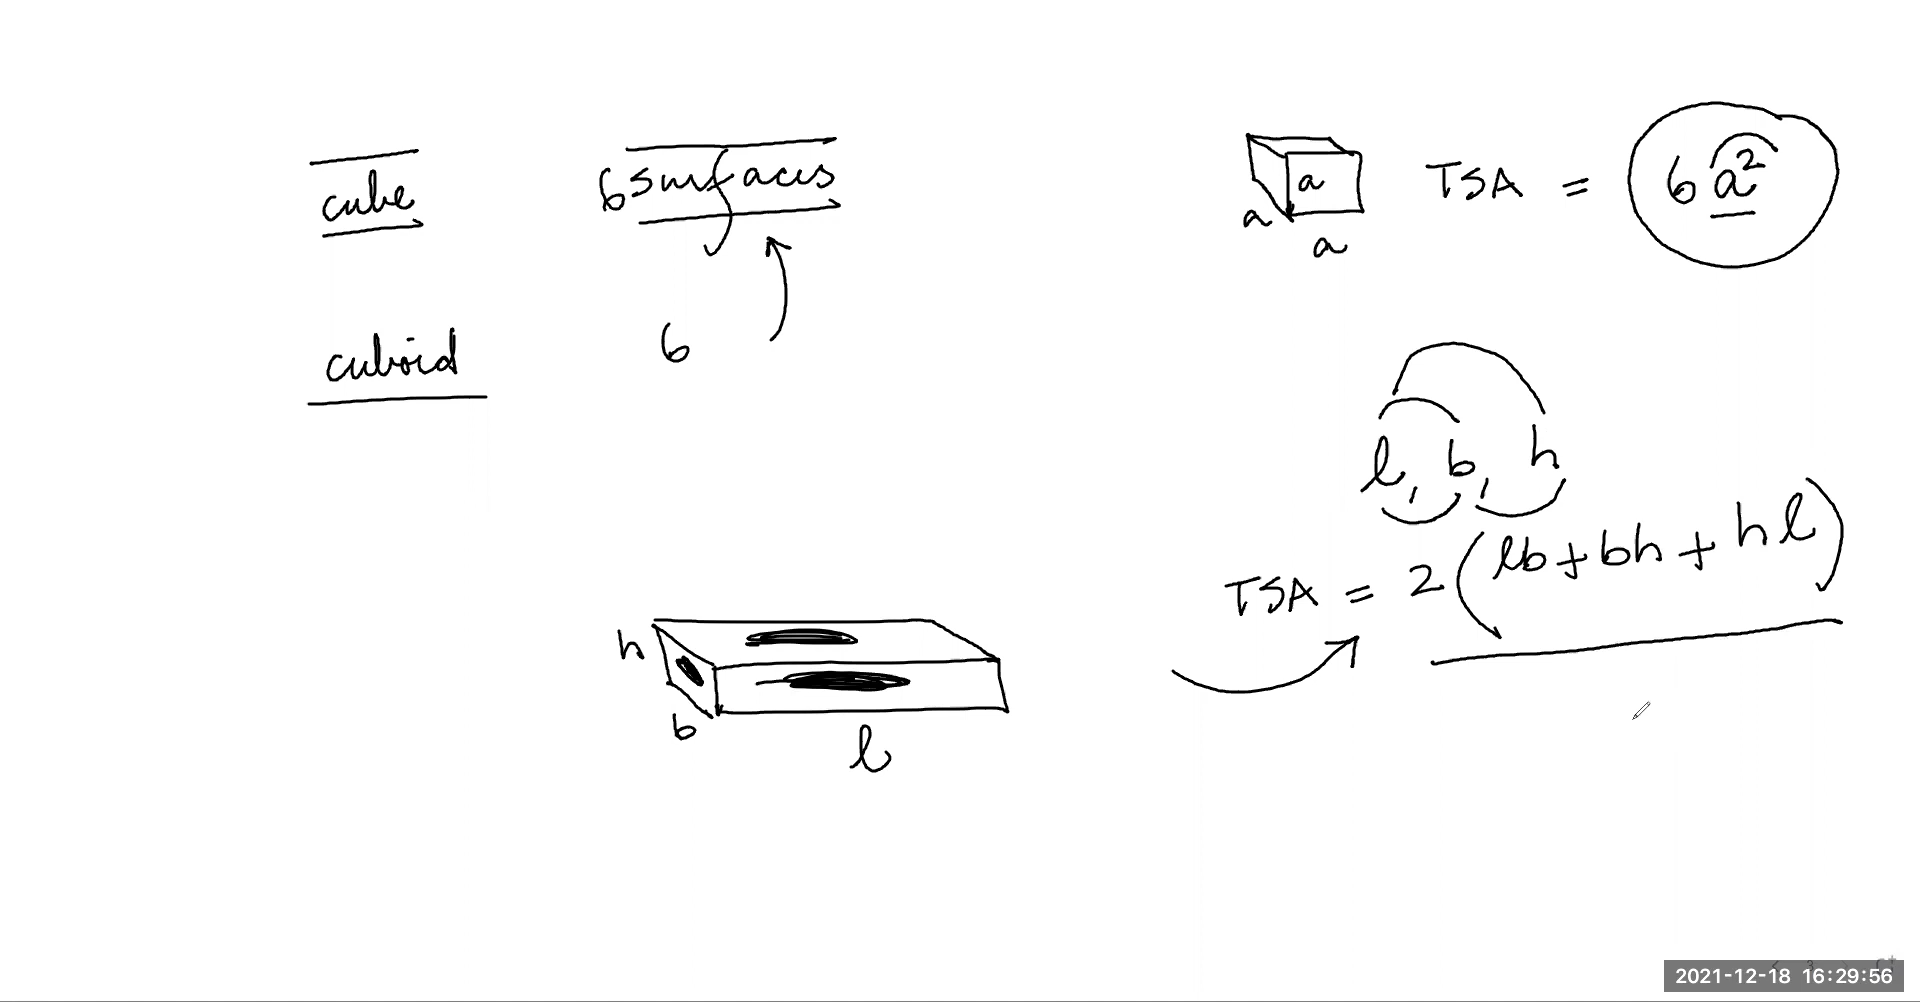 cube 6 surfaces
a
a
a
TSA = 6a²
cuboid 6
l, b, h
TSA = 2(lb+bh+hl)
h
b
l
2021-12-18 16:29:56